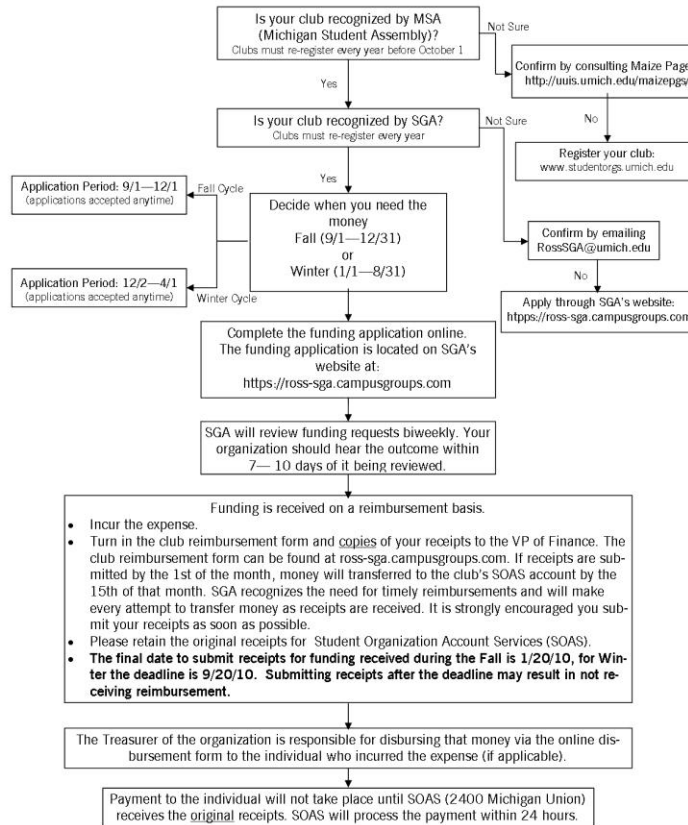 Is your club recognized by MSA
(Michigan Student Assembly)?
Clubs must re-register every year before October 1
Not Sure
Confirm by consulting Maize Page
http://uuis.umich.edu/maizepgs/
Yes
No
Is your club recognized by SGA?
Clubs must re-register every year
Not Sure
Register your club:
www.studentorgs.umich.edu
Yes
Application Period: 9/1—12/1
(applications accepted anytime)
Fall Cycle
Decide when you need the
money
Fall (9/1—12/31)
or
Winter (1/1—8/31)
Confirm by emailing
RossSGA@umich.edu
Application Period: 12/2—4/1
(applications accepted anytime)
Winter Cycle
No
Apply through SGA's website:
htpps://ross-sga.campusgroups.com
Complete the funding application online.
The funding application is located on SGA's
website at:
https://ross-sga.campusgroups.com
SGA will review funding requests biweekly. Your
organization should hear the outcome within
7— 10 days of it being reviewed.
Funding is received on a reimbursement basis.
• Incur the expense.
• Turn in the club reimbursement form and copies of your receipts to the VP of Finance. The
club reimbursement form can be found at ross-sga.campusgroups.com. If receipts are sub-
mitted by the 1st of the month, money will transferred to the club's SOAS account by the
15th of that month. SGA recognizes the need for timely reimbursements and will make
every attempt to transfer money as receipts are received. It is strongly encouraged you sub-
mit your receipts as soon as possible.
• Please retain the original receipts for Student Organization Account Services (SOAS).
• The final date to submit receipts for funding received during the Fall is 1/20/10, for Win-
ter the deadline is 9/20/10. Submitting receipts after the deadline may result in not re-
ceiving reimbursement.
The Treasurer of the organization is responsible for disbursing that money via the online dis-
bursement form to the individual who incurred the expense (if applicable).
Payment to the individual will not take place until SOAS (2400 Michigan Union)
receives the original receipts. SOAS will process the payment within 24 hours.